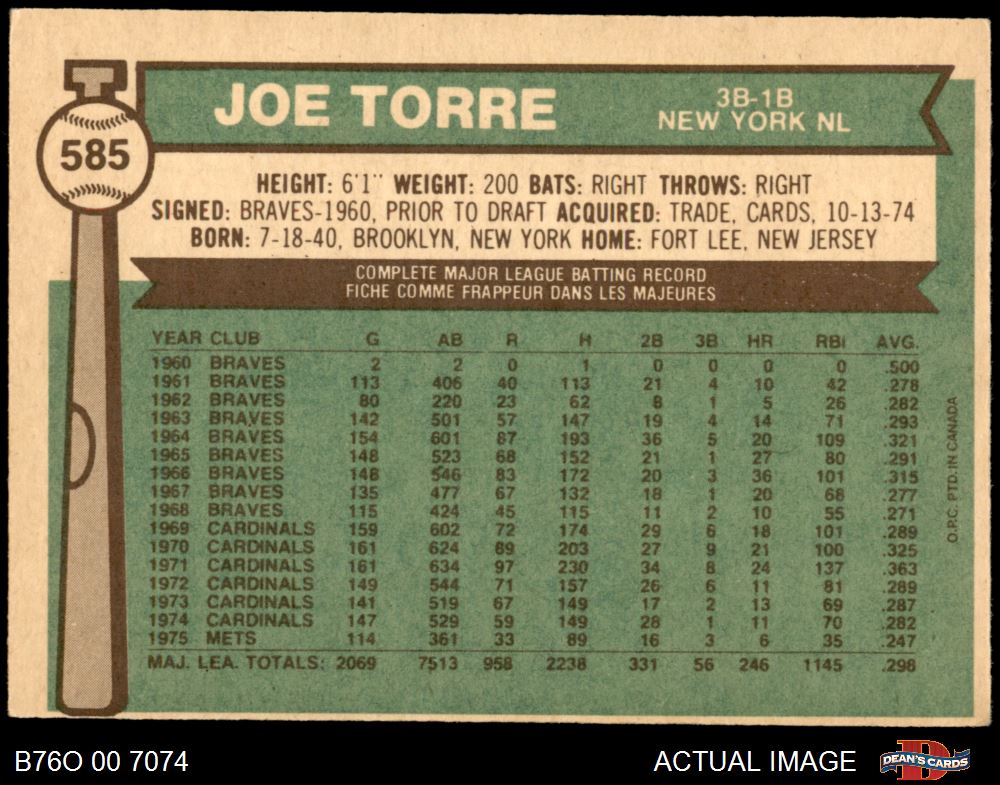 585
JOE TORRE
3B-1B
NEW YORK NL
HEIGHT: 6'1" WEIGHT: 200 BATS: RIGHT THROWS: RIGHT
SIGNED: BRAVES-1960, PRIOR TO DRAFT ACQUIRED: TRADE, CARDS, 10-13-74
BORN: 7-18-40, BROOKLYN, NEW YORK HOME: FORT LEE, NEW JERSEY
COMPLETE MAJOR LEAGUE BATTING RECORD
FICHE COMME FRAPPEUR DANS LES MAJEURES
YEAR CLUB G AB R H 2B 3B HR RBI AVG.
1960 BRAVES 2 2 0 1 0 0 0 0 .500
1961 BRAVES 113 406 40 113 21 4 10 42 .278
1962 BRAVES 80 220 23 62 8 1 5 26 .282
1963 BRAVES 142 501 57 147 19 4 14 71 .293
1964 BRAVES 154 601 87 193 36 5 20 109 .321
1965 BRAVES 148 523 68 152 21 1 27 80 .291
1966 BRAVES 148 546 83 172 20 3 36 101 .315
1967 BRAVES 135 477 67 132 18 1 20 68 .277
1968 BRAVES 115 424 45 115 11 2 10 55 .271
1969 CARDINALS 159 602 72 174 29 6 18 101 .289
1970 CARDINALS 161 624 89 203 27 9 21 100 .325
1971 CARDINALS 161 634 97 230 34 8 24 137 .363
1972 CARDINALS 149 544 71 157 26 6 11 81 .289
1973 CARDINALS 141 519 67 149 17 2 13 69 .287
1974 CARDINALS 147 529 59 149 28 1 11 70 .282
1975 METS 114 361 33 89 16 3 6 35 .247
MAJ. LEA. TOTALS: 2069 7513 958 2238 331 56 246 1145 .298
O.P.C. PTD. IN CANADA
B76O 00 7074
ACTUAL IMAGE
D
DEAN'S CARDS